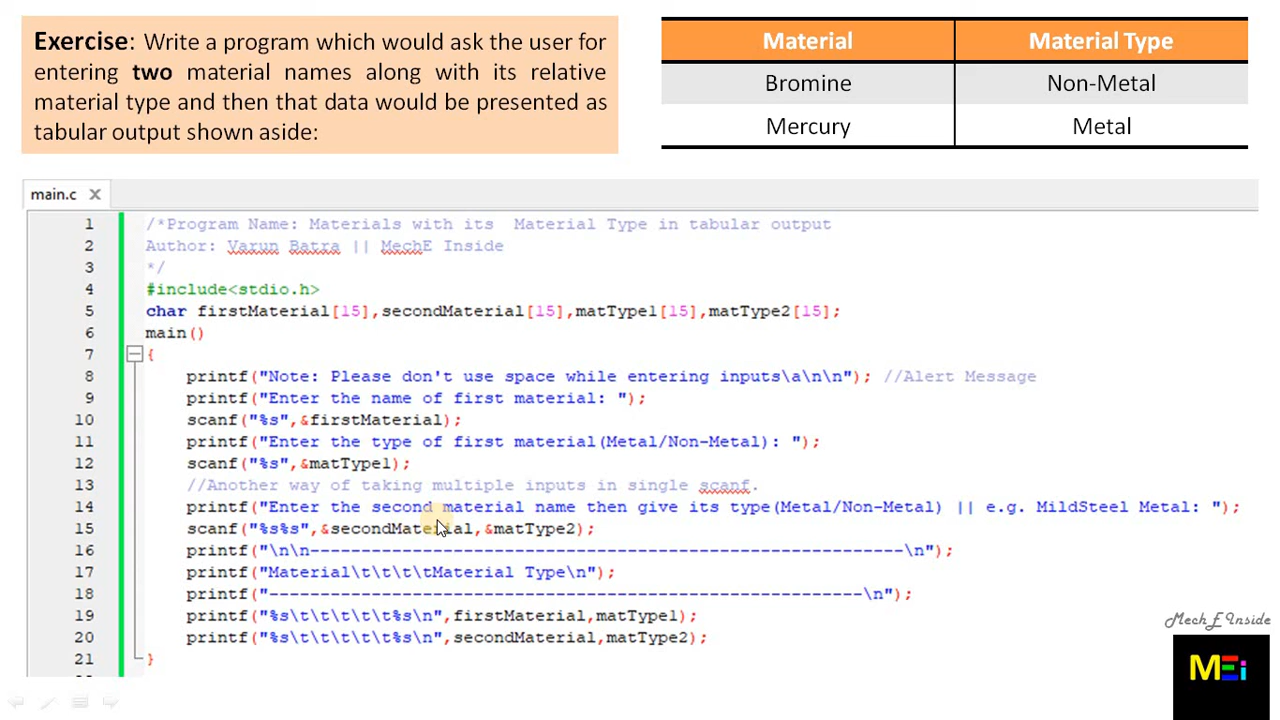 Exercise: Write a program which would ask the user for
entering two material names along with its relative
material type and then that data would be presented as
tabular output shown aside:
Material Material Type
Bromine Non-Metal
Mercury Metal
main.c X
1 /*Program Name: Materials with its  Material Type in tabular output
2 Author: Varun Batra || MechE Inside
3 */
4 #include<stdio.h>
5 char firstMaterial[15],secondMaterial[15],matType1[15],matType2[15];
6 main()
7 {
8 printf("Note: Please don't use space while entering inputs\a\n\n"); //Alert Message
9 printf("Enter the name of first material: ");
10 scanf("%s",&firstMaterial);
11 printf("Enter the type of first material(Metal/Non-Metal): ");
12 scanf("%s",&matType1);
13 //Another way of taking multiple inputs in single scanf.
14 printf("Enter the second material name then give its type(Metal/Non-Metal) || e.g. MildSteel Metal: ");
15 scanf("%s%s",&secondMaterial,&matType2);
16 printf("\n\n----------------------------------------------------------\n");
17 printf("Material\t\t\t\tMaterial Type\n");
18 printf("----------------------------------------------------------\n");
19 printf("%s\t\t\t\t\t%s\n",firstMaterial,matType1);
20 printf("%s\t\t\t\t\t%s\n",secondMaterial,matType2);
21 }
Mech E Inside
MEi